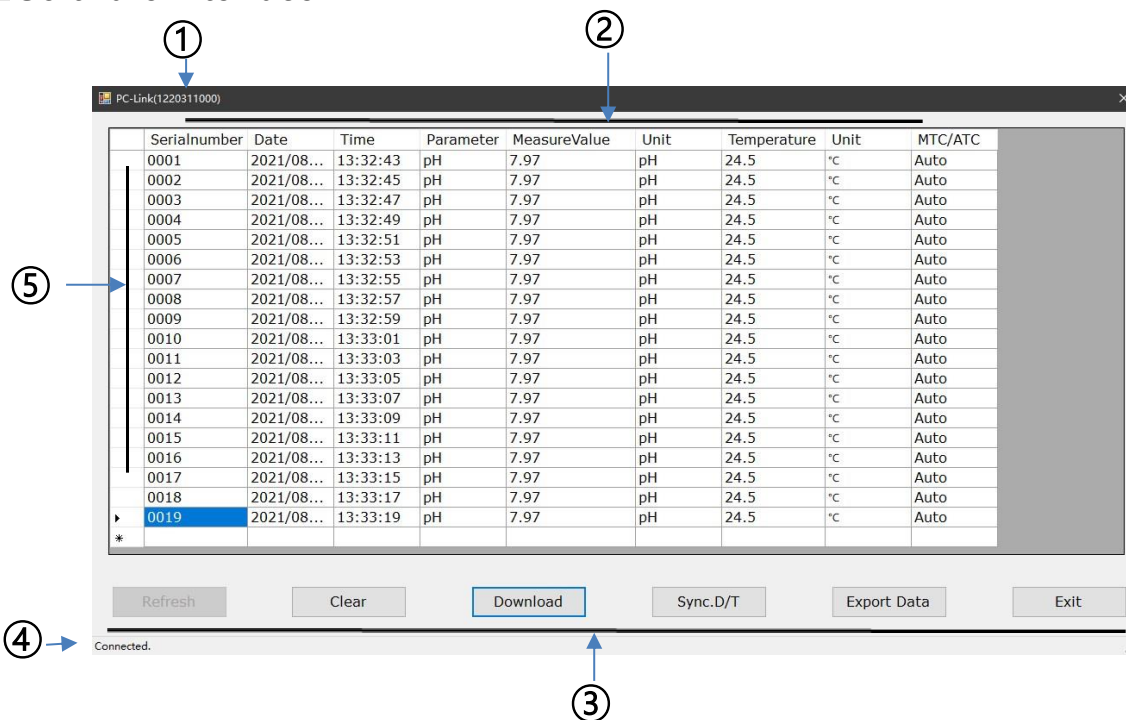 ①
②
PC-Link(1220311000)
Serialnumber Date Time Parameter MeasureValue Unit Temperature Unit MTC/ATC
0001 2021/08... 13:32:43 pH 7.97 pH 24.5 °C Auto
0002 2021/08... 13:32:45 pH 7.97 pH 24.5 °C Auto
0003 2021/08... 13:32:47 pH 7.97 pH 24.5 °C Auto
0004 2021/08... 13:32:49 pH 7.97 pH 24.5 °C Auto
0005 2021/08... 13:32:51 pH 7.97 pH 24.5 °C Auto
0006 2021/08... 13:32:53 pH 7.97 pH 24.5 °C Auto
⑤
0007 2021/08... 13:32:55 pH 7.97 pH 24.5 °C Auto
0008 2021/08... 13:32:57 pH 7.97 pH 24.5 °C Auto
0009 2021/08... 13:32:59 pH 7.97 pH 24.5 °C Auto
0010 2021/08... 13:33:01 pH 7.97 pH 24.5 °C Auto
0011 2021/08... 13:33:03 pH 7.97 pH 24.5 °C Auto
0012 2021/08... 13:33:05 pH 7.97 pH 24.5 °C Auto
0013 2021/08... 13:33:07 pH 7.97 pH 24.5 °C Auto
0014 2021/08... 13:33:09 pH 7.97 pH 24.5 °C Auto
0015 2021/08... 13:33:11 pH 7.97 pH 24.5 °C Auto
0016 2021/08... 13:33:13 pH 7.97 pH 24.5 °C Auto
0017 2021/08... 13:33:15 pH 7.97 pH 24.5 °C Auto
0018 2021/08... 13:33:17 pH 7.97 pH 24.5 °C Auto
0019 2021/08... 13:33:19 pH 7.97 pH 24.5 °C Auto
Refresh Clear Download Sync.D/T Export Data Exit
④
Connected.
③